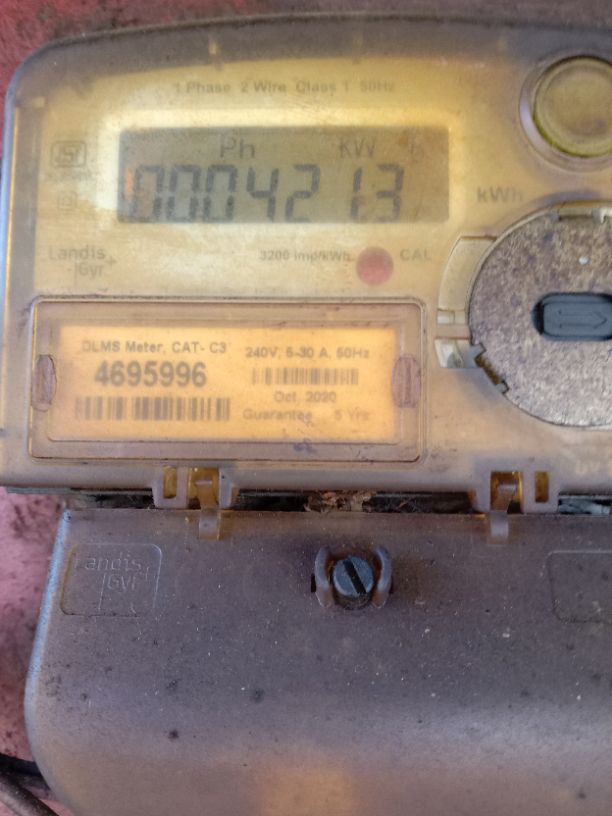 1 Phase 2 Wire Class 1 50Hz
Ph KW
0004213
kWh
Landis
Gyr+
3200 imp/kWh
CAL
DLMS Meter, CAT- C3
240V, 5-30 A, 50Hz
4695996
Oct. 2020
Guarantee 5 Yrs
Landis
Gyr+